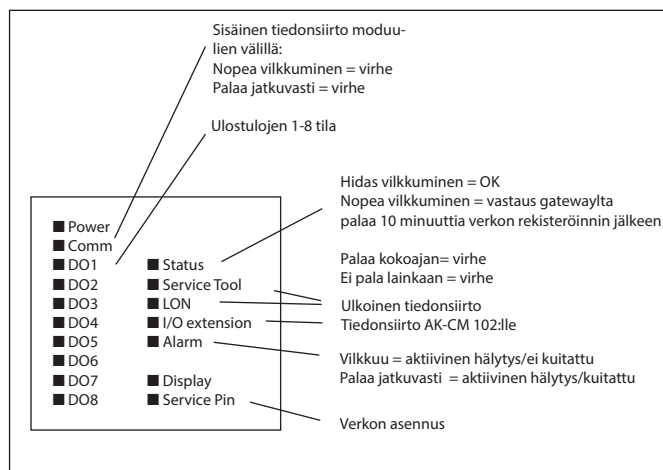 Sisäinen tiedonsiirto moduu-
lien välillä:
Nopea vilkkuminen = virhe
Palaa jatkuvasti = virhe
Ulostulojen 1-8 tila
Hidas vilkkuminen = OK
Nopea vilkkuminen = vastaus gatewaylta
palaa 10 minuuttia verkon rekisteröinnin jälkeen
Palaa kokoajan= virhe
Ei pala lainkaan = virhe
Ulkoinen tiedonsiirto
Tiedonsiirto AK-CM 102:lle
Vilkkuu = aktiivinen hälytys/ei kuitattu
Palaa jatkuvasti = aktiivinen hälytys/kuitattu
Verkon asennus
Power
Comm
DO1
DO2
DO3
DO4
DO5
DO6
DO7
DO8
Status
Service Tool
LON
I/O extension
Alarm
Display
Service Pin